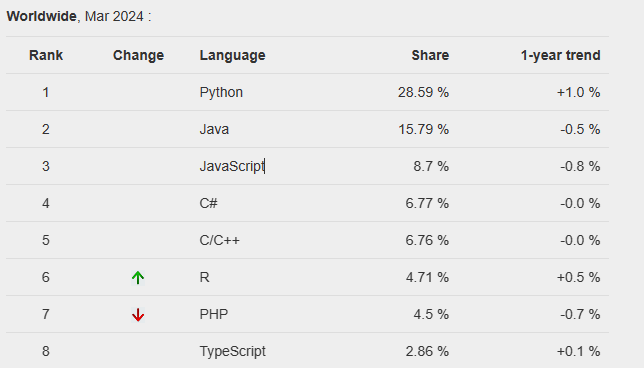 Worldwide, Mar 2024 :
Rank Change Language Share 1-year trend
1 Python 28.59 % +1.0 %
2 Java 15.79 % -0.5 %
3 JavaScript 8.7 % -0.8 %
4 C# 6.77 % -0.0 %
5 C/C++ 6.76 % -0.0 %
6 R 4.71 % +0.5 %
7 PHP 4.5 % -0.7 %
8 TypeScript 2.86 % +0.1 %